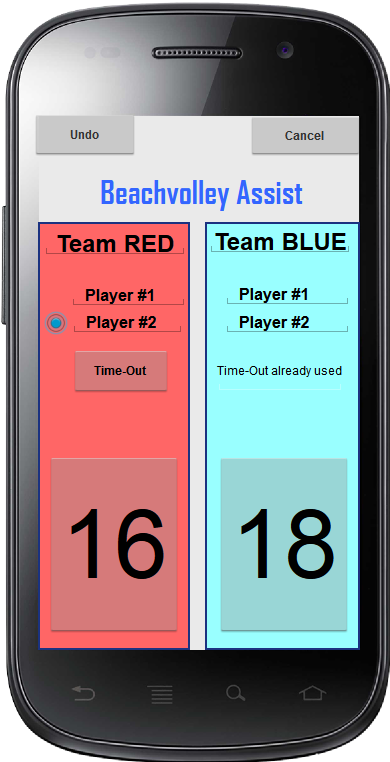 Undo
Cancel
Beachvolley Assist
Team RED
Team BLUE
Player #1
Player #1
Player #2
Player #2
Time-Out
Time-Out already used
16
18